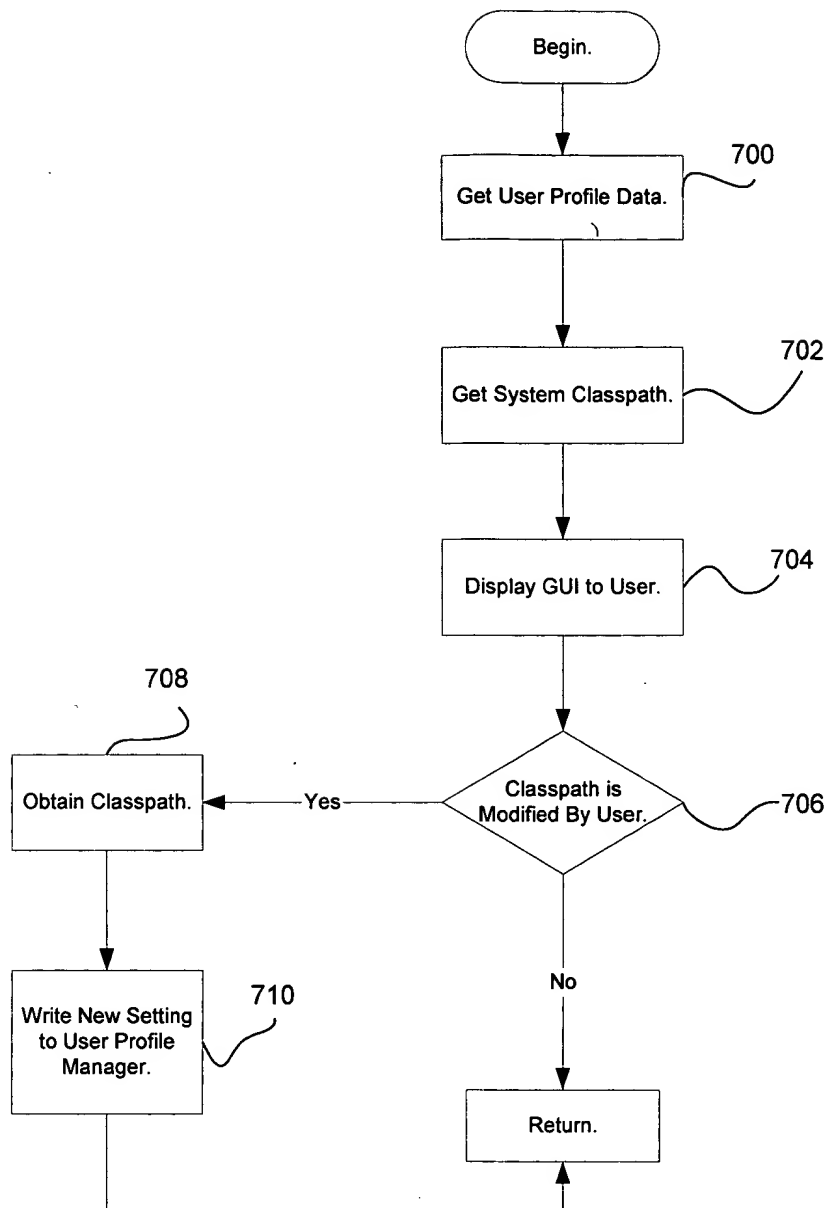 Begin.
700
Get User Profile Data.
702
Get System Classpath.
704
Display GUI to User.
708
Obtain Classpath.
Yes
Classpath is
Modified By User.
706
No
Write New Setting
to User Profile
Manager.
710
Return.